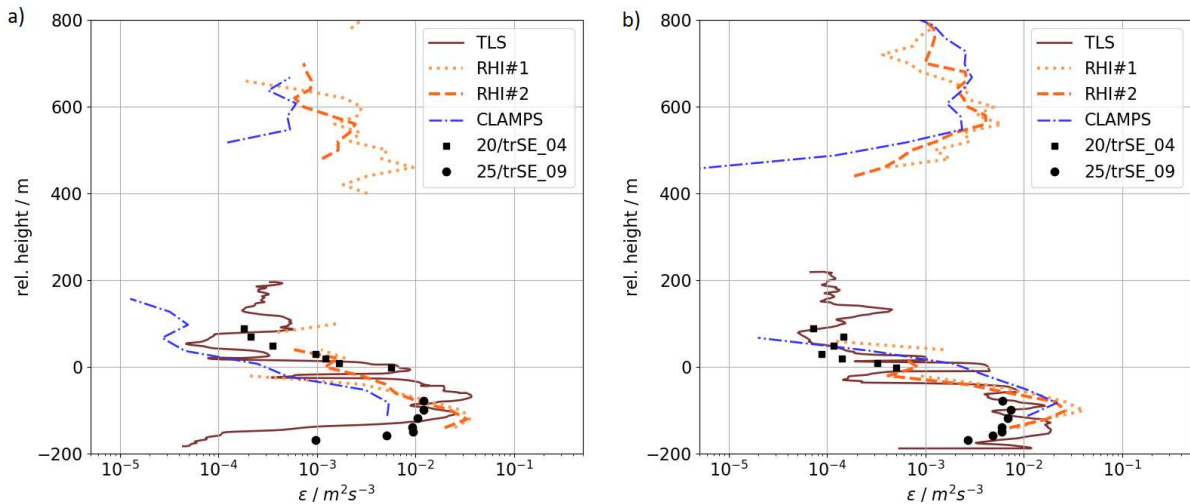 a)
800
600
400
200
0
−200
rel. height / m
10⁻⁵ 10⁻⁴ 10⁻³ 10⁻² 10⁻¹
ε / m²s⁻³
TLS
RHI#1
RHI#2
CLAMPS
20/trSE_04
25/trSE_09
b)
800
600
400
200
0
−200
rel. height / m
10⁻⁵ 10⁻⁴ 10⁻³ 10⁻² 10⁻¹
ε / m²s⁻³
TLS
RHI#1
RHI#2
CLAMPS
20/trSE_04
25/trSE_09